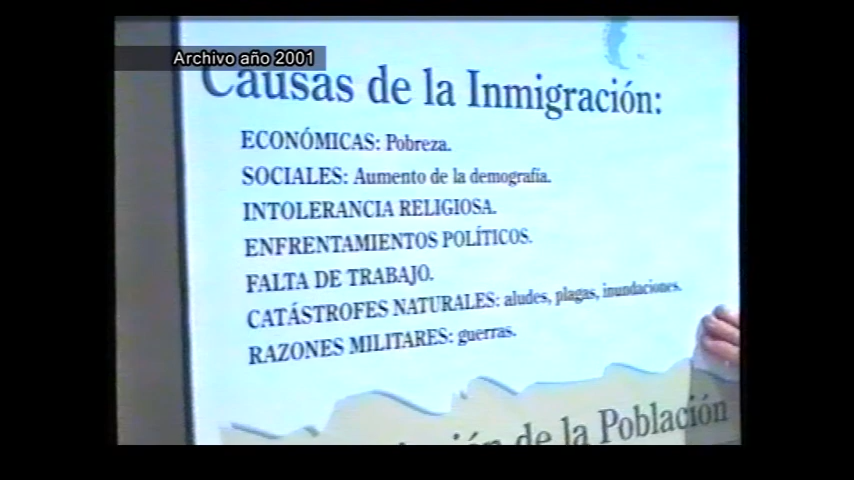 Archivo año 2001
Causas de la Inmigración:
ECONÓMICAS: Pobreza.
SOCIALES: Aumento de la demografía.
INTOLERANCIA RELIGIOSA.
ENFRENTAMIENTOS POLÍTICOS.
FALTA DE TRABAJO.
CATÁSTROFES NATURALES: aludes, plagas, inundaciones.
RAZONES MILITARES: guerras.
de la Población